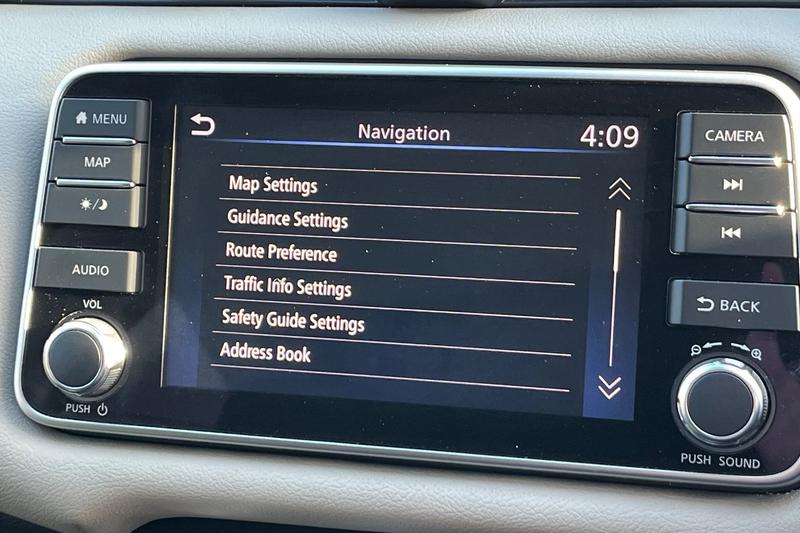 MENU
MAP
AUDIO
VOL
PUSH
Navigation 4:09
Map Settings
Guidance Settings
Route Preference
Traffic Info Settings
Safety Guide Settings
Address Book
CAMERA
BACK
PUSH SOUND